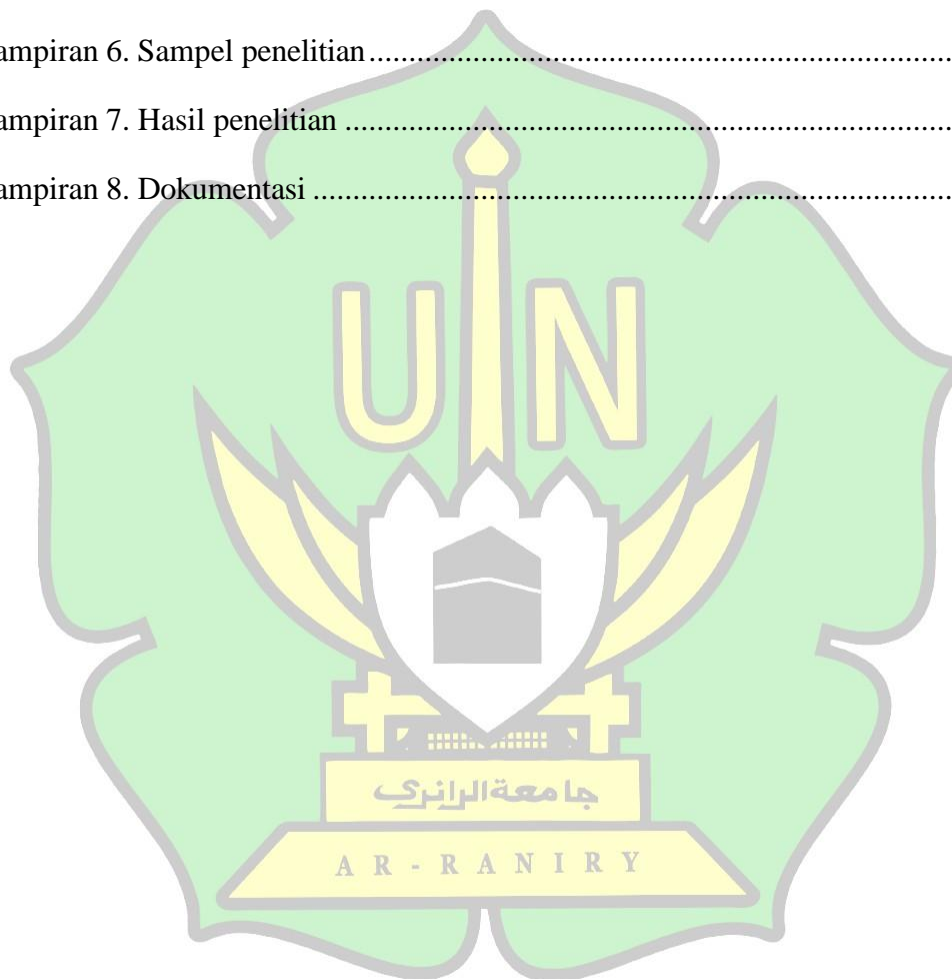 ampiran 6. Sampel penelitian ........................................................................
ampiran 7. Hasil penelitian ...........................................................................
ampiran 8. Dokumentasi ...............................................................................
UIN
جامعةالرانري
AR-RANIRY